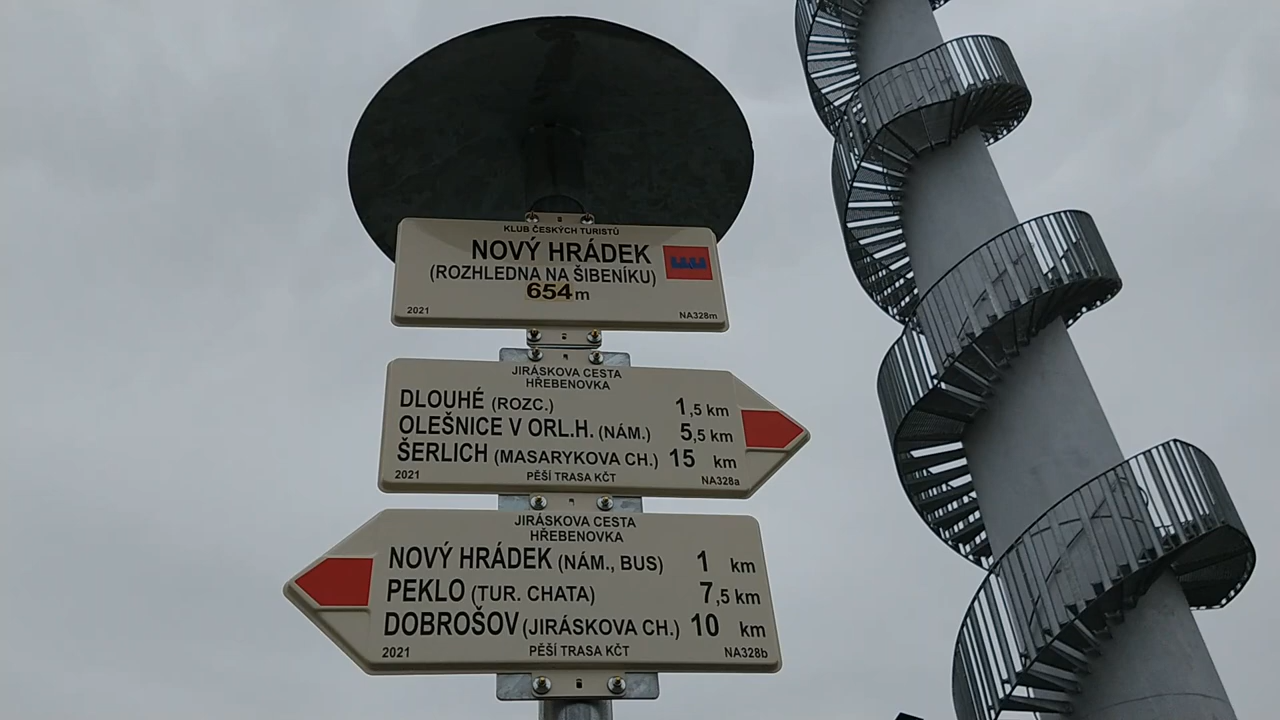 KLUB ČESKÝCH TURISTŮ
NOVÝ HRÁDEK
(ROZHLEDNA NA ŠIBENÍKU)
654m
2021 NA328m
JIRÁSKOVA CESTA
HŘEBENOVKA
DLOUHÉ (ROZC.) 1,5 km
OLEŠNICE V ORL.H. (NÁM.) 5,5 km
ŠERLICH (MASARYKOVA CH.) 15 km
2021 PĚŠÍ TRASA KČT NA328a
JIRÁSKOVA CESTA
HŘEBENOVKA
NOVÝ HRÁDEK (NÁM., BUS) 1 km
PEKLO (TUR. CHATA) 7,5 km
DOBROŠOV (JIRÁSKOVA CH.) 10 km
2021 PĚŠÍ TRASA KČT NA328b